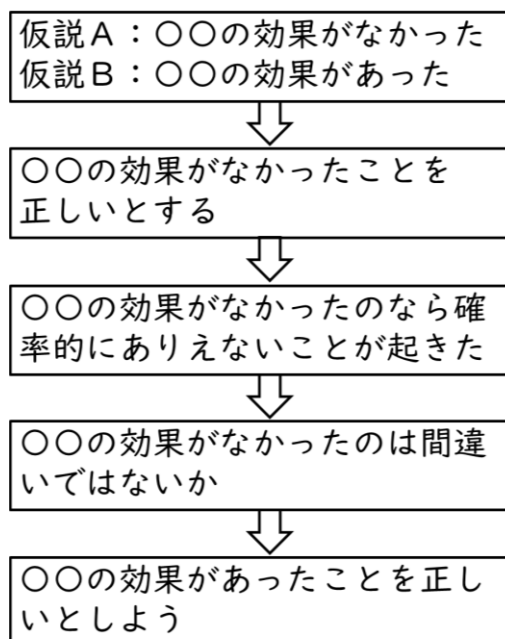 仮説A：〇〇の効果がなかった
仮説B：〇〇の効果があった
〇〇の効果がなかったことを
正しいとする
〇〇の効果がなかったのなら確
率的にありえないことが起きた
〇〇の効果がなかったのは間違
いではないか
〇〇の効果があったことを正し
いとしよう